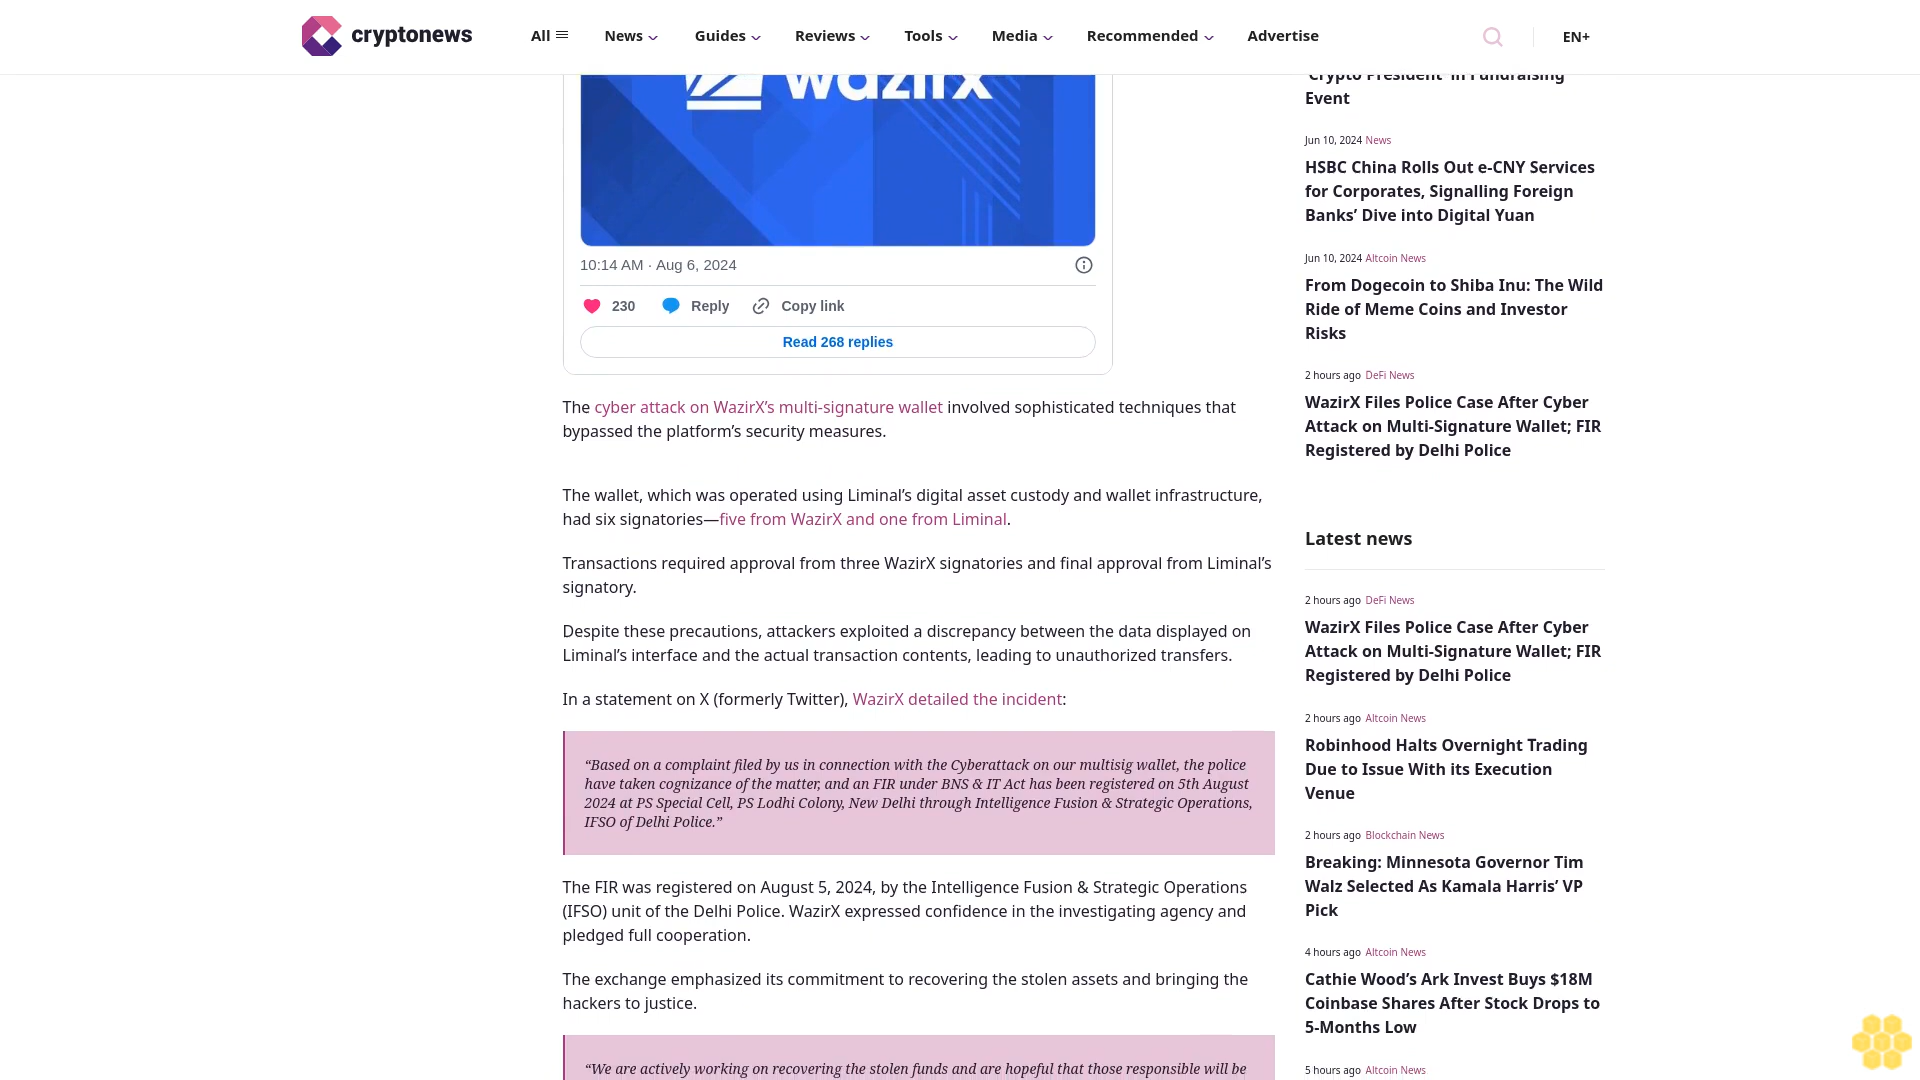 cryptonews
All
News
Guides
Reviews
Tools
Media
Recommended
Advertise
EN+
wazirx
10:14 AM · Aug 6, 2024
230
Reply
Copy link
Read 268 replies
The cyber attack on WazirX’s multi-signature wallet involved sophisticated techniques that
bypassed the platform’s security measures.
The wallet, which was operated using Liminal’s digital asset custody and wallet infrastructure,
had six signatories—five from WazirX and one from Liminal.
Transactions required approval from three WazirX signatories and final approval from Liminal’s
signatory.
Despite these precautions, attackers exploited a discrepancy between the data displayed on
Liminal’s interface and the actual transaction contents, leading to unauthorized transfers.
In a statement on X (formerly Twitter), WazirX detailed the incident:
“Based on a complaint filed by us in connection with the Cyberattack on our multisig wallet, the police
have taken cognizance of the matter, and an FIR under BNS & IT Act has been registered on 5th August
2024 at PS Special Cell, PS Lodhi Colony, New Delhi through Intelligence Fusion & Strategic Operations,
IFSO of Delhi Police.”
The FIR was registered on August 5, 2024, by the Intelligence Fusion & Strategic Operations
(IFSO) unit of the Delhi Police. WazirX expressed confidence in the investigating agency and
pledged full cooperation.
The exchange emphasized its commitment to recovering the stolen assets and bringing the
hackers to justice.
“We are actively working on recovering the stolen funds and are hopeful that those responsible will be
‘Crypto President’ in Fundraising
Event
Jun 10, 2024 News
HSBC China Rolls Out e-CNY Services
for Corporates, Signalling Foreign
Banks’ Dive into Digital Yuan
Jun 10, 2024 Altcoin News
From Dogecoin to Shiba Inu: The Wild
Ride of Meme Coins and Investor
Risks
2 hours ago DeFi News
WazirX Files Police Case After Cyber
Attack on Multi-Signature Wallet; FIR
Registered by Delhi Police
Latest news
2 hours ago DeFi News
WazirX Files Police Case After Cyber
Attack on Multi-Signature Wallet; FIR
Registered by Delhi Police
2 hours ago Altcoin News
Robinhood Halts Overnight Trading
Due to Issue With its Execution
Venue
2 hours ago Blockchain News
Breaking: Minnesota Governor Tim
Walz Selected As Kamala Harris’ VP
Pick
4 hours ago Altcoin News
Cathie Wood’s Ark Invest Buys $18M
Coinbase Shares After Stock Drops to
5-Months Low
5 hours ago Altcoin News